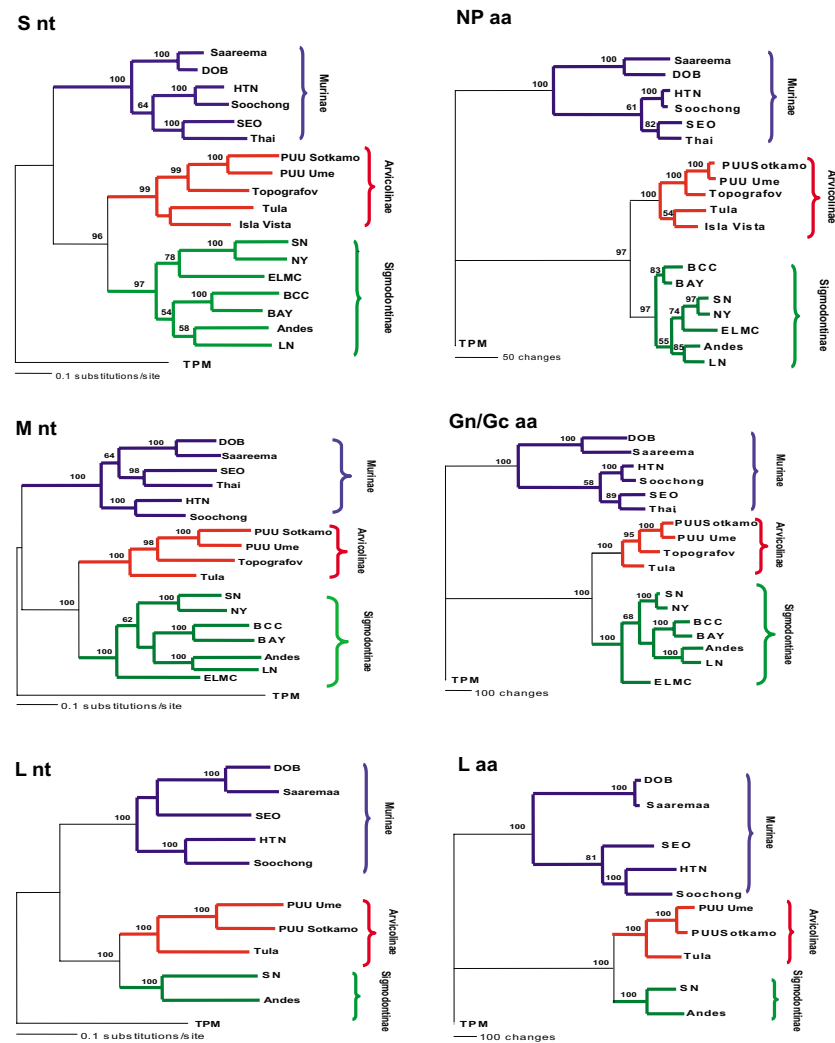 S nt
100
Saareema
DOB
100
64
100
HTN
Soochong
100
SEO
Thai
Murinae
100
PUU Sotkamo
PUU Ume
99
99
Topografov
Tula
Isla Vista
Arvicolinae
96
100
SN
NY
78
ELMC
97
100
BCC
BAY
54
58
Andes
LN
Sigmodontinae
TPM
0.1 substitutions/site
NP aa
Saareema
DOB
100
100
HTN
Soochong
61
82
SEO
Thai
Murinae
100
PUUSotkamo
PUU Ume
100
Topografov
100
Tula
54
Isla Vista
Arvicolinae
97
83
BCC
BAY
97
SN
NY
97
74
ELMC
55
85
Andes
LN
Sigmodontinae
TPM
50 changes
M nt
100
DOB
Saareema
64
98
SEO
Thai
100
100
HTN
Soochong
Murinae
100
PUU Sotkamo
PUU Ume
98
Topografov
100
Tula
Arvicolinae
100
100
SN
NY
62
100
BCC
BAY
100
Andes
LN
100
ELMC
Sigmodontinae
TPM
0.1 substitutions/site
Gn/Gc aa
100
DOB
Saareema
100
100
HTN
Soochong
58
89
SEO
Thai
Murinae
100
PUUSotkamo
PUU Ume
95
Topografov
100
Tula
Arvicolinae
100
100
SN
NY
68
100
BCC
BAY
100
Andes
LN
100
ELMC
Sigmodontinae
TPM
100 changes
L nt
100
DOB
Saaremaa
100
SEO
100
HTN
Soochong
Murinae
100
PUU Ume
PUU Sotkamo
100
Tula
Arvicolinae
100
100
SN
Andes
Sigmodontinae
TPM
0.1 substitutions/site
L aa
100
DOB
Saaremaa
100
81
SEO
100
HTN
Soochong
Murinae
100
PUU Ume
PUUSotkamo
100
Tula
Arvicolinae
100
100
SN
Andes
Sigmodontinae
TPM
100 changes